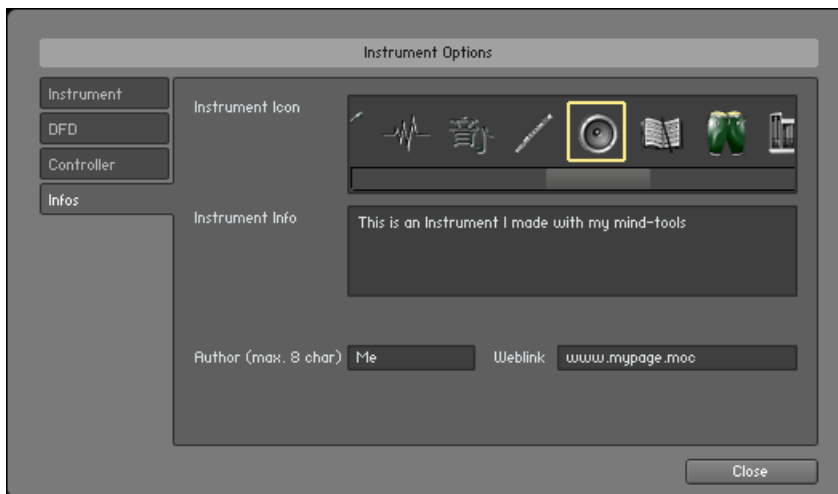 Instrument Options
Instrument
DFD
Controller
Infos
Instrument Icon
音
Instrument Info
This is an Instrument I made with my mind-tools
Author (max. 8 char)
Me
Weblink
www.mypage.moc
Close